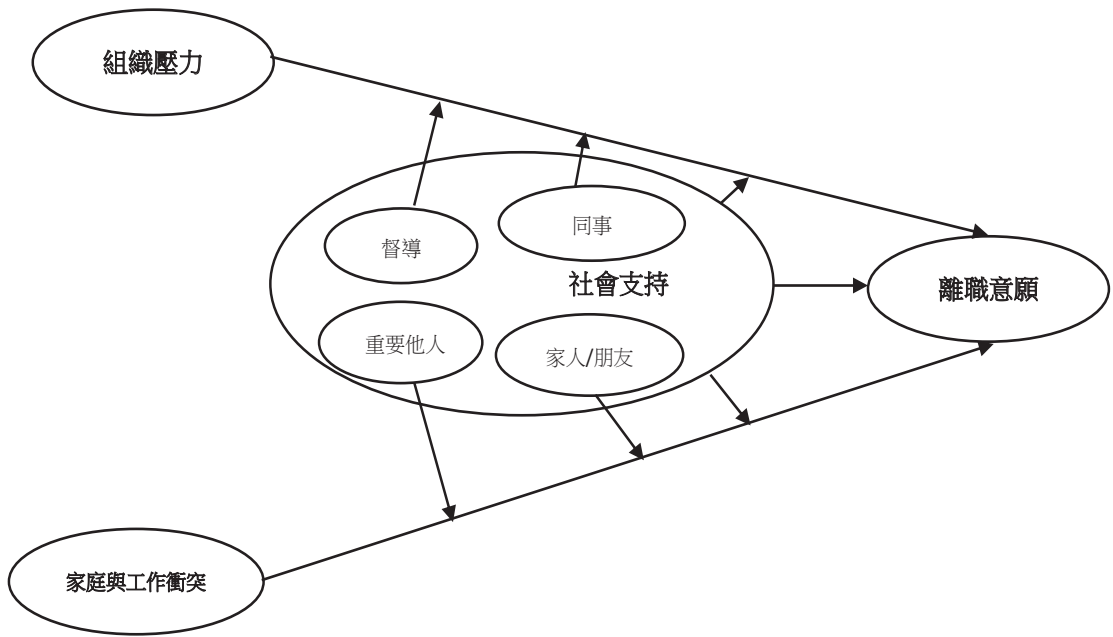 組織壓力
同事
督導
社會支持
離職意願
重要他人
家人/朋友
家庭與工作衝突